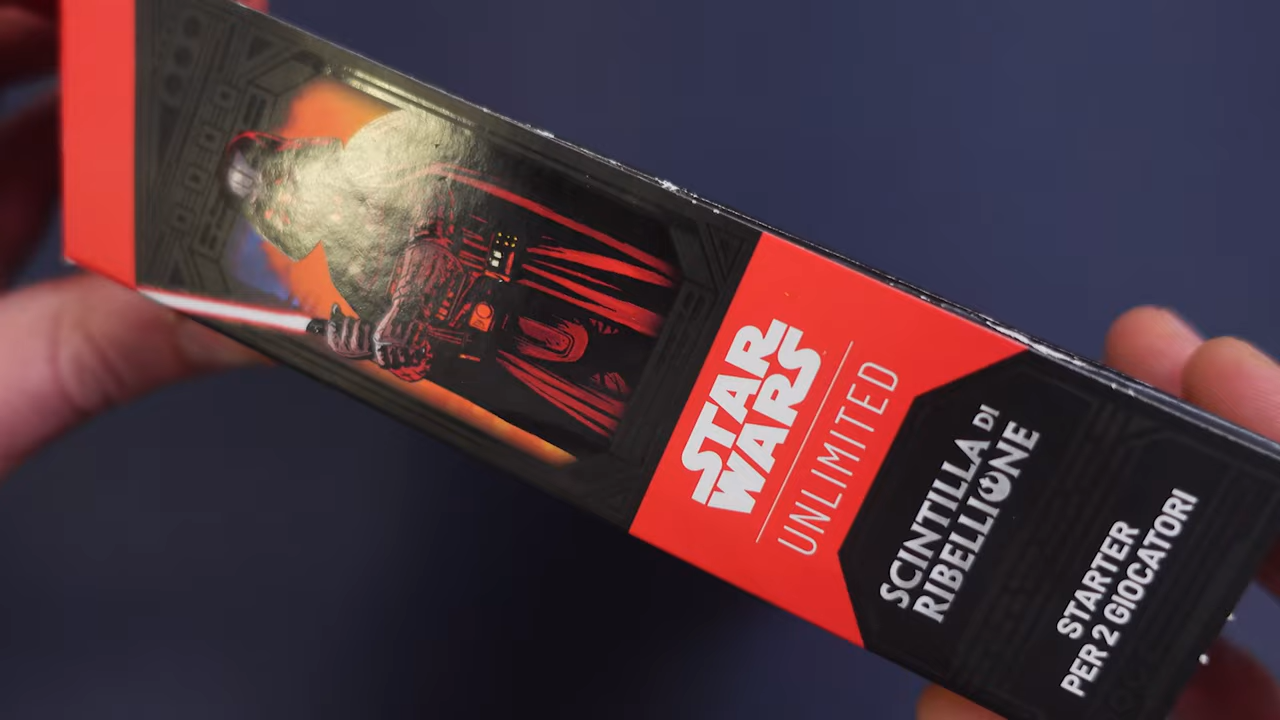 STAR
WARS
UNLIMITED
SCINTILLA DI
RIBELLIONE
STARTER
PER 2 GIOCATORI